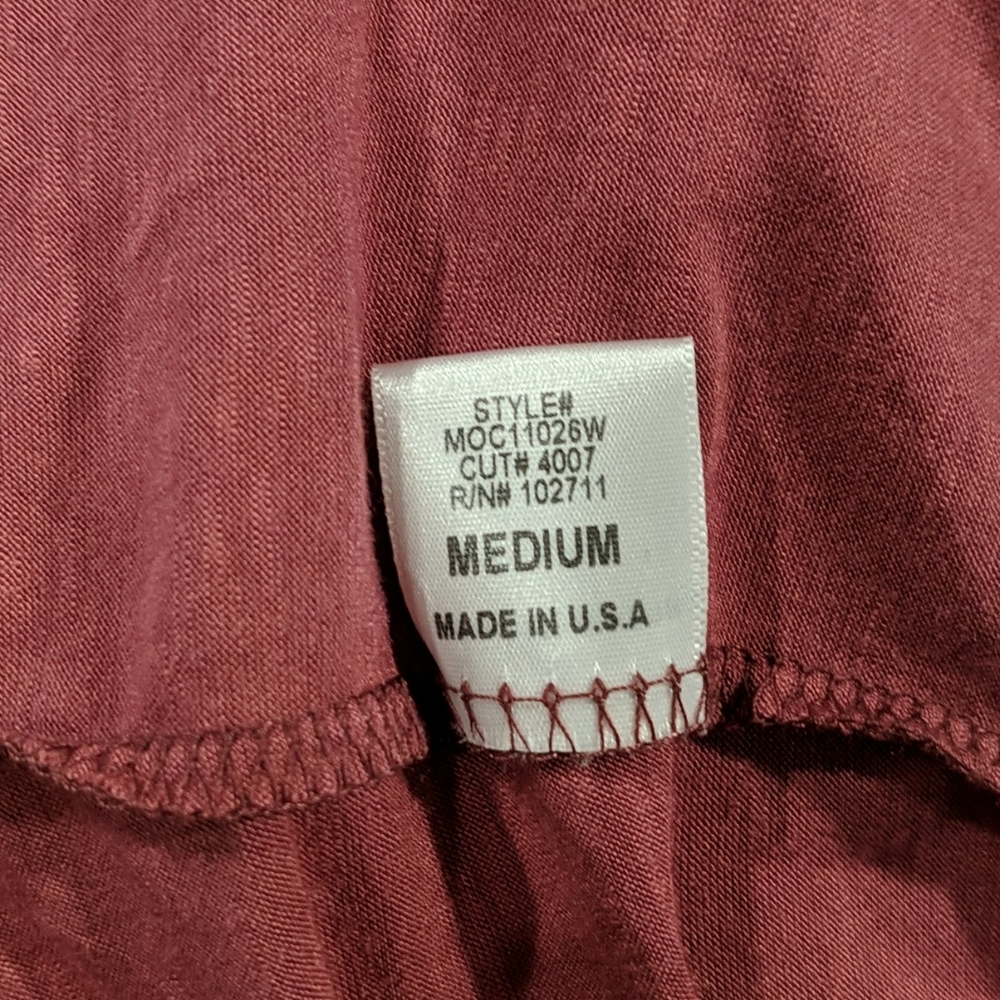 STYLE#
MOC11026W
CUT# 4007
R/N# 102711
MEDIUM
MADE IN U.S.A